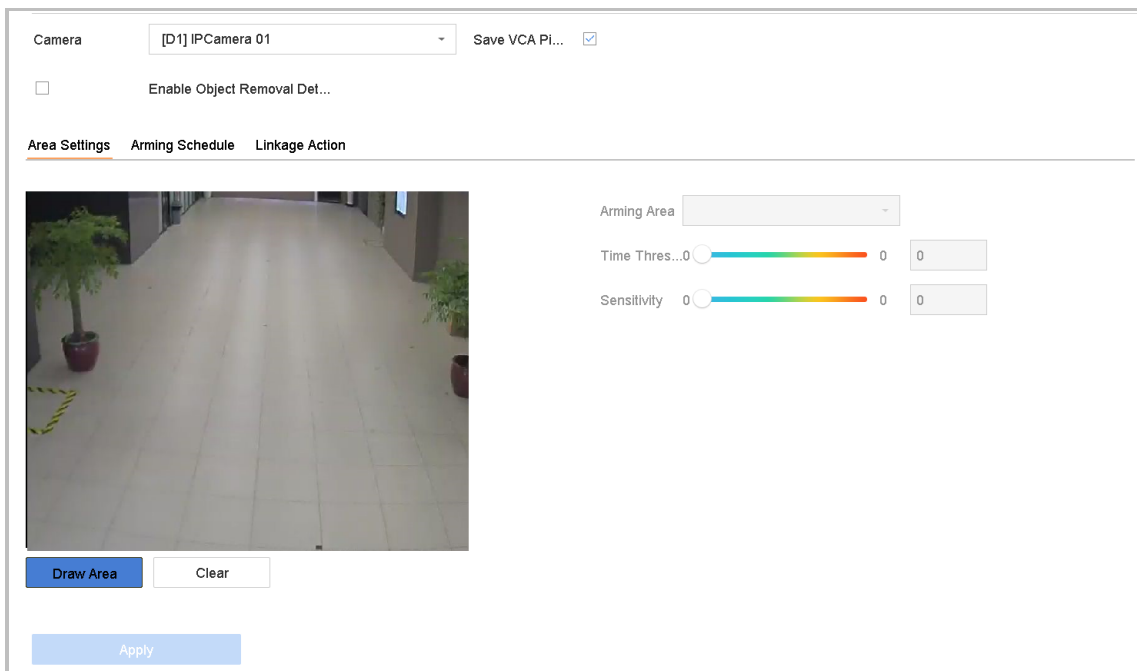 Camera [D1] IPCamera 01 Save VCA Pi...
Enable Object Removal Det...
Area Settings Arming Schedule Linkage Action
Arming Area
Time Thres...0 0 0
Sensitivity 0 0 0
Draw Area Clear
Apply